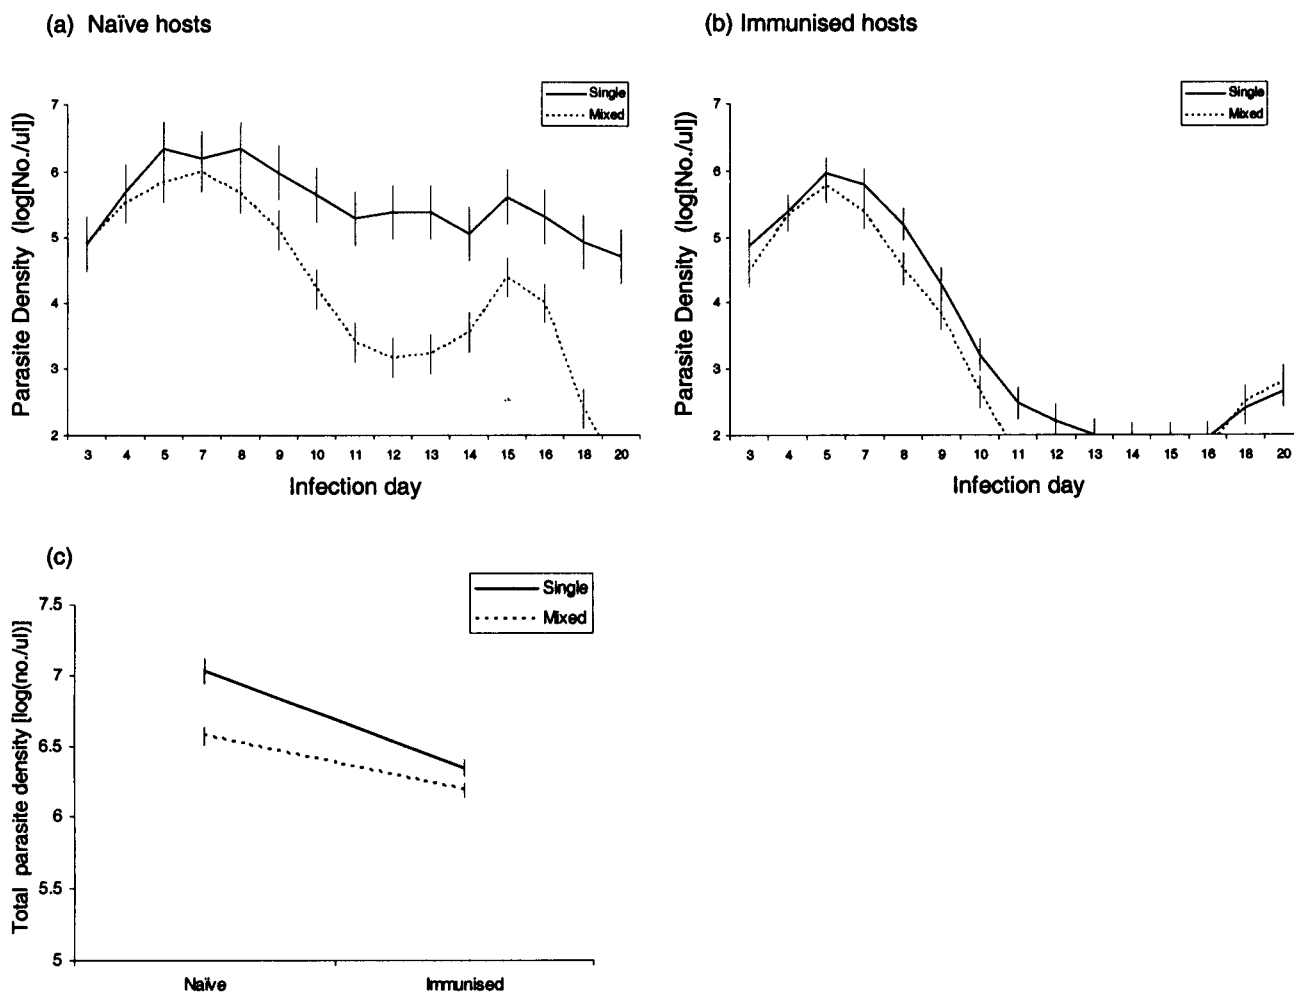 (a) Naïve hosts
Single
Mixed
Parasite Density (log[No./ul])
7
6
5
4
3
2
3 4 5 7 8 9 10 11 12 13 14 15 16 18 20
Infection day
(b) Immunised hosts
Single
Mixed
Parasite Density (log[No./ul])
7
6
5
4
3
2
3 4 5 7 8 9 10 11 12 13 14 15 16 18 20
Infection day
(c)
Single
Mixed
Total parasite density [log(no./ul)]
7.5
7
6.5
6
5.5
5
Naïve Immunised